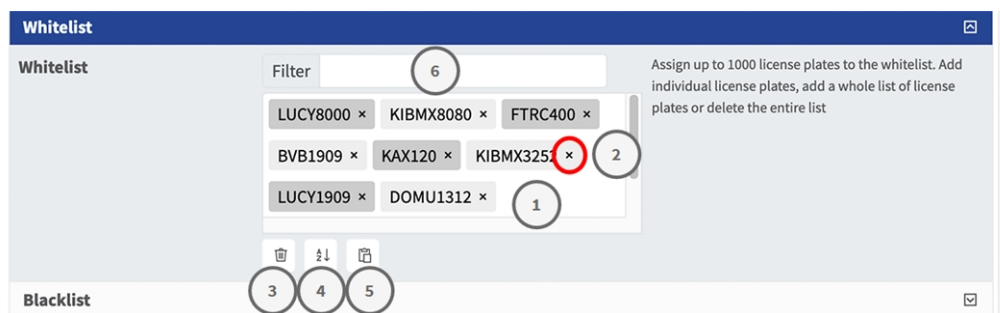 Whitelist
Whitelist
Filter
6
Assign up to 1000 license plates to the whitelist. Add
individual license plates, add a whole list of license
plates or delete the entire list
LUCY8000 × KIBMX8080 × FTRC400 ×
BVB1909 × KAX120 × KIBMX3252 × 2
LUCY1909 × DOMU1312 × 1
3 4 5
Blacklist